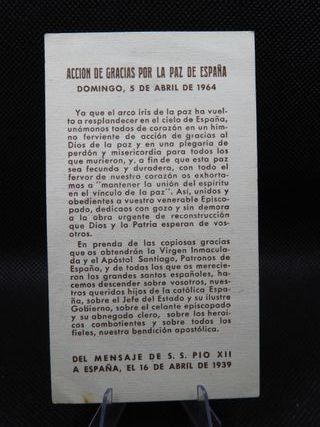 ACCION DE GRACIAS POR LA PAZ DE ESPAÑA
DOMINGO, 5 DE ABRIL DE 1964
Ya que el arco iris de la paz ha vuel-
to a resplandecer en el cielo de España,
unámonos todos de corazón en un him-
no ferviente de acción de gracias al
Dios de la paz y en una plegaria de
perdón y misericordia para todos los
que murieron, y, a fin de que esta paz
sea fecunda y duradera, con todo el
fervor de nuestro corazón os exhorta-
mos a "mantener la unión del espíritu
en el vínculo de la paz". Así, unidos y
obedientes a vuestro venerable Episco-
pado, dedicaos con gozo y sin demora
a la obra urgente de reconstrucción
que Dios y la Patria esperan de vos-
otros.
En prenda de las copiosas gracias
que os obtendrán la Virgen Inmacula-
da y el Apóstol Santiago, Patronos de
España, y de todas las que os merecie-
ran los grandes santos españoles, ha-
cemos descender sobre vosotros, nues-
tros queridos hijos de la católica Espa-
ña, sobre el Jefe del Estado y su ilustre
Gobierno, sobre el celante episcopado
y su abnegado clero, sobre los heroi-
cos combatientes y sobre todos los
fieles, nuestra bendición apostólica.
DEL MENSAJE DE S. S. PIO XII
A ESPAÑA, EL 16 DE ABRIL DE 1939